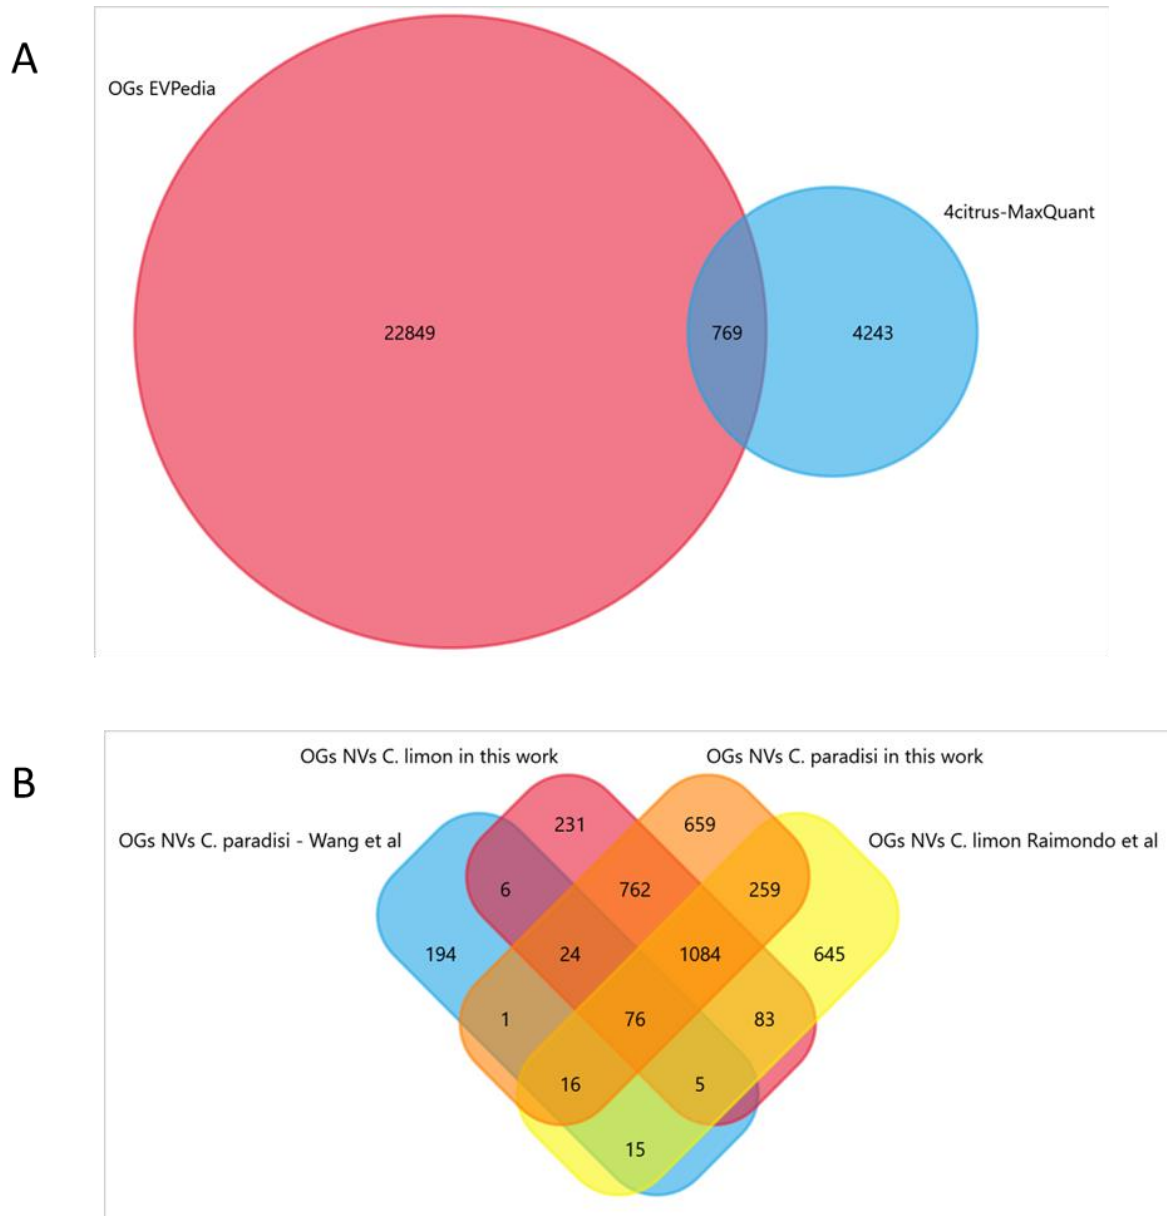 A
OGs EVPedia
4citrus-MaxQuant
22849
769
4243
B
OGs NVs C. limon in this work
OGs NVs C. paradisi in this work
OGs NVs C. paradisi - Wang et al
OGs NVs C. limon Raimondo et al
231
659
6
762
259
194
24
1084
645
1
76
83
16
5
15